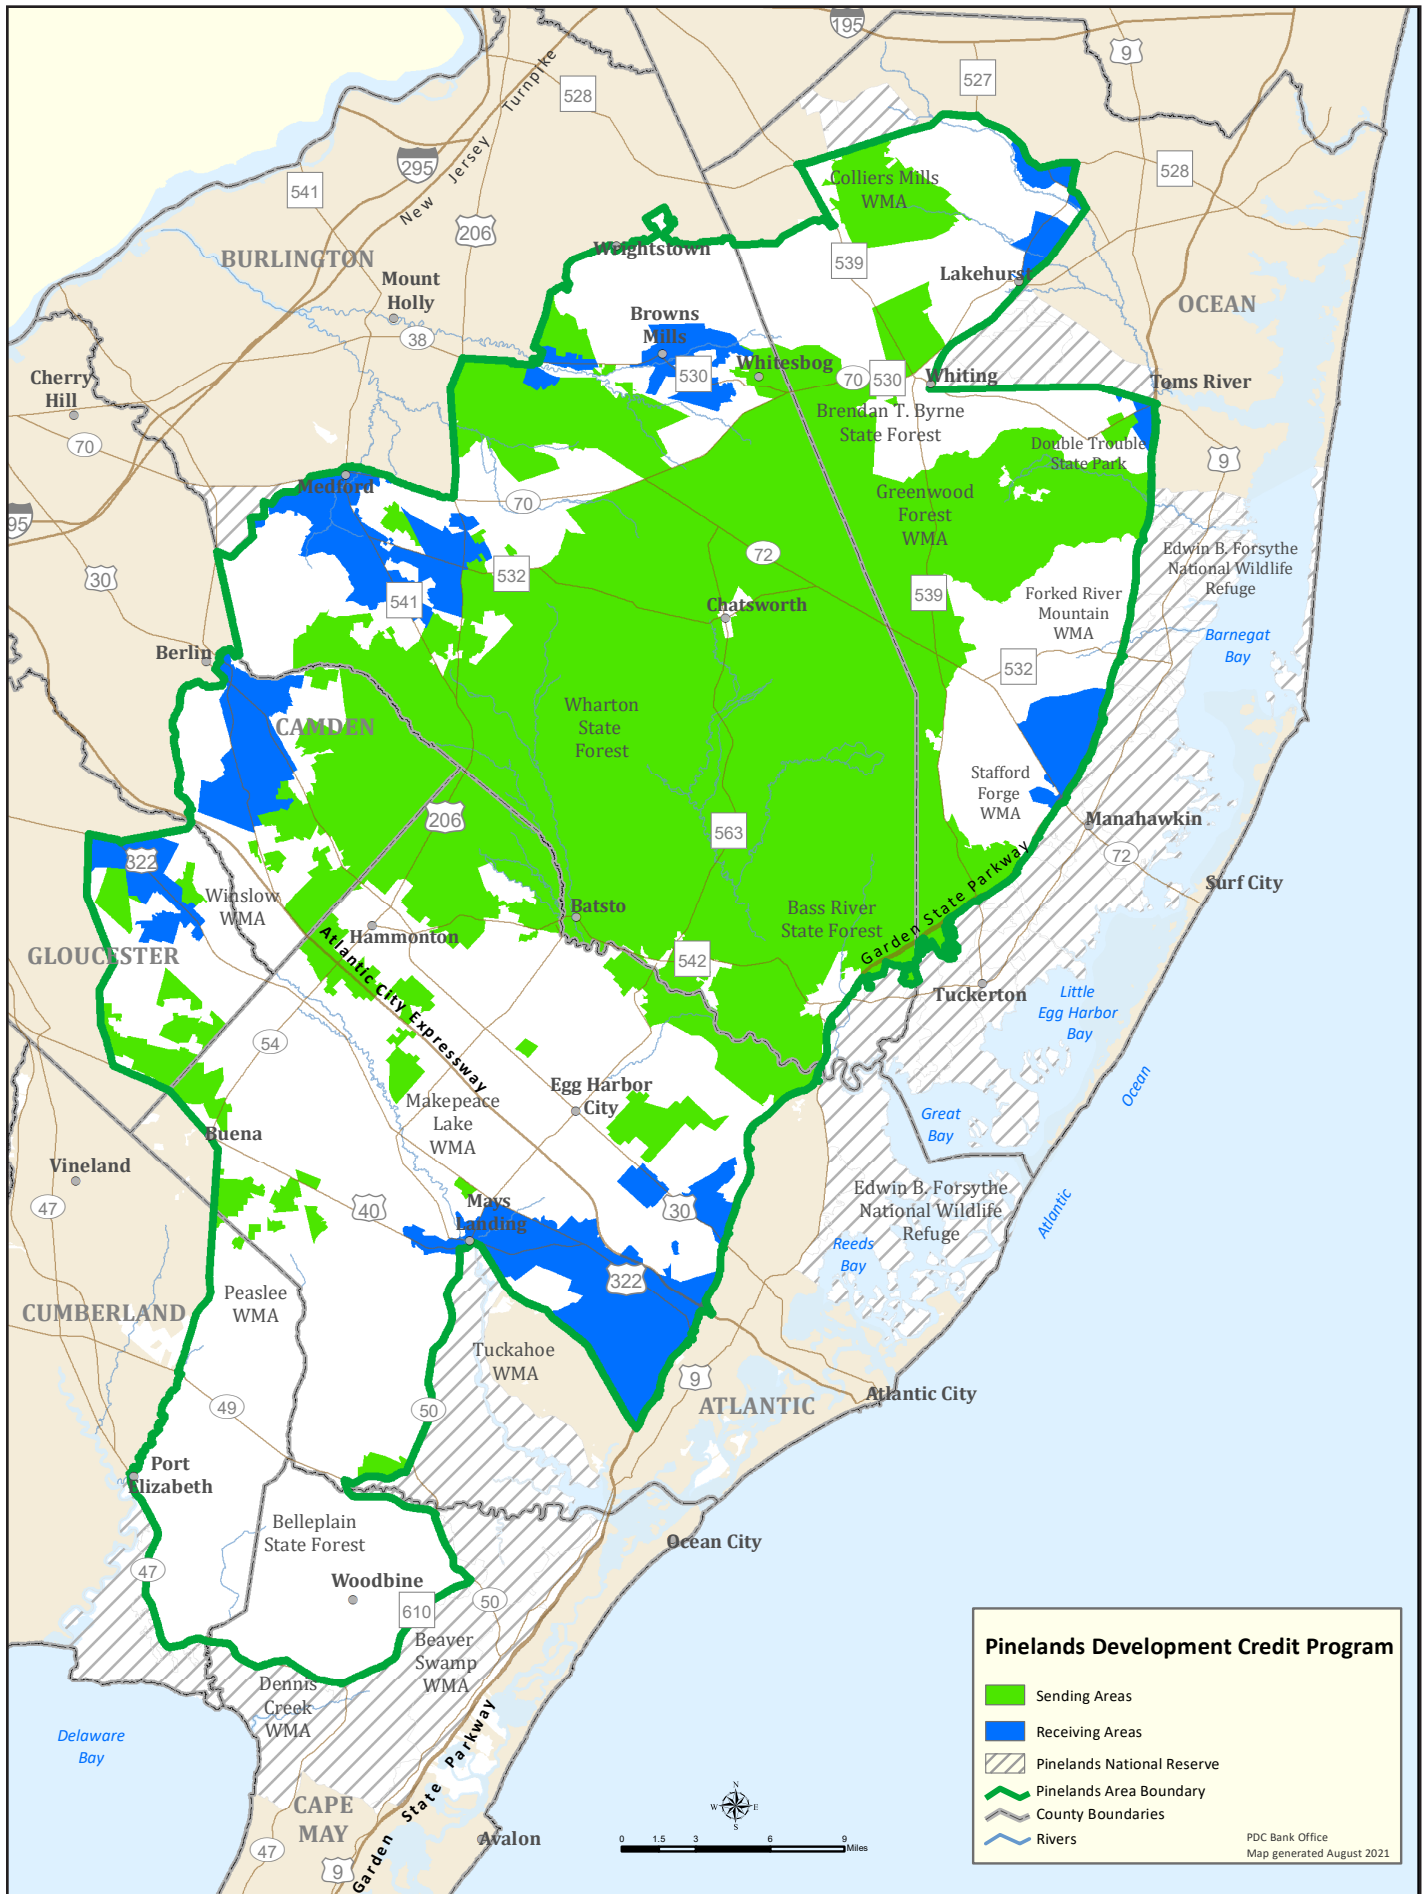 195
9
527
528
New Jersey Turnpike
295
541
528
Colliers Mills
WMA
206
Wrightstown
BURLINGTON
539
Mount
Holly
Lakehurst
OCEAN
Browns
Mills
38
Whitesbog
530
70
530
Whiting
Toms River
Cherry
Hill
Brendan T. Byrne
State Forest
70
Double Trouble
State Park
9
Medford
Greenwood
Forest
WMA
70
95
72
Edwin B. Forsythe
National Wildlife
Refuge
30
532
541
539
Forked River
Mountain
WMA
Chatsworth
Barnegat
Bay
Berlin
532
Wharton
State
Forest
CAMDEN
Stafford
Forge
WMA
206
563
Manahawkin
322
72
Winslow
WMA
Surf City
Batsto
Bass River
State Forest
Garden State Parkway
Hammonton
GLOUCESTER
542
Atlantic City Expressway
Tuckerton
Little
Egg Harbor
Bay
54
Egg Harbor
City
Ocean
Makepeace
Lake
WMA
Great
Bay
Buena
Vineland
47
40
Mays
Landing
30
Edwin B. Forsythe
National Wildlife
Refuge
Atlantic
Reeds
Bay
322
Peaslee
WMA
CUMBERLAND
Tuckahoe
WMA
9
Atlantic City
ATLANTIC
49
50
Port
Elizabeth
Belleplain
State Forest
Ocean City
47
Woodbine
610
50
Beaver
Swamp
WMA
Dennis
Creek
WMA
Delaware
Bay
Garden State Parkway
CAPE
MAY
Avalon
47
9
N
W E
S
0 1.5 3 6 9
Miles
Pinelands Development Credit Program
Sending Areas
Receiving Areas
Pinelands National Reserve
Pinelands Area Boundary
County Boundaries
Rivers
PDC Bank Office
Map generated August 2021